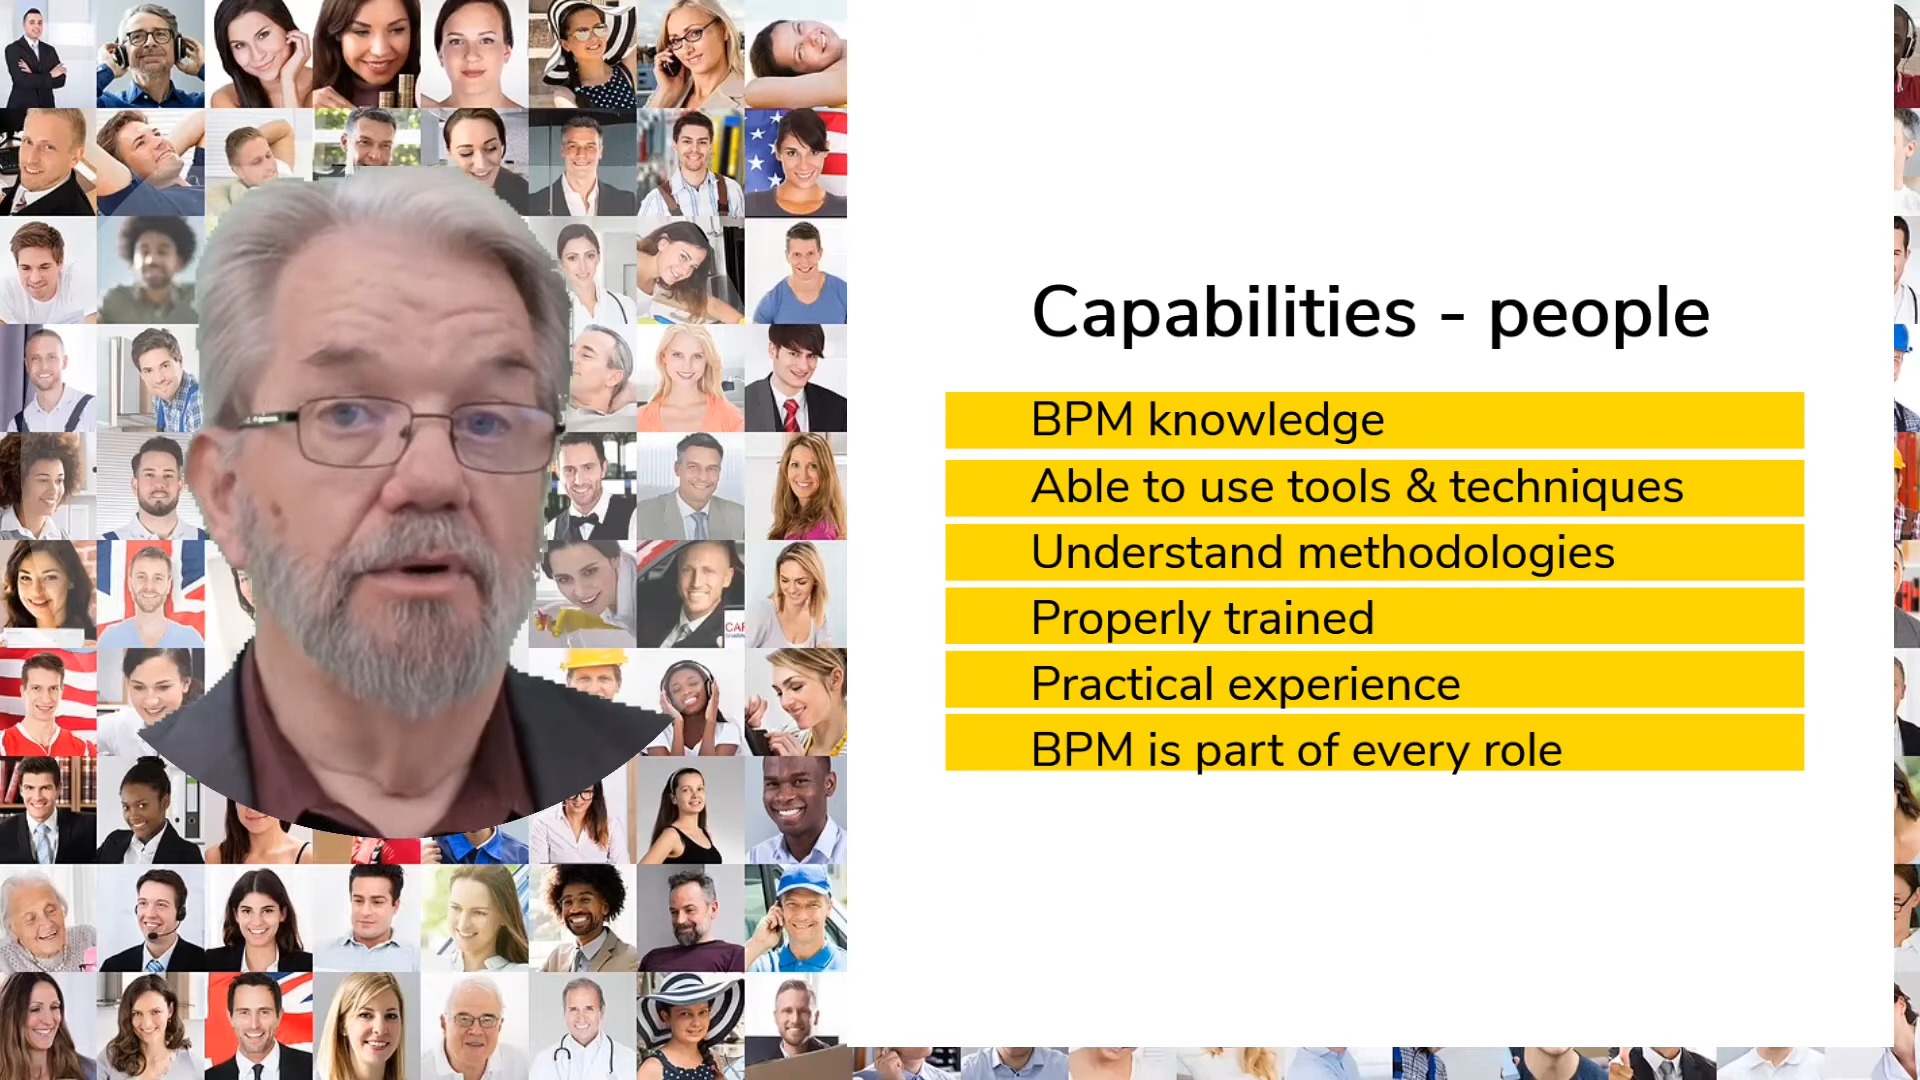 Capabilities - people
BPM knowledge
Able to use tools & techniques
Understand methodologies
Properly trained
Practical experience
BPM is part of every role